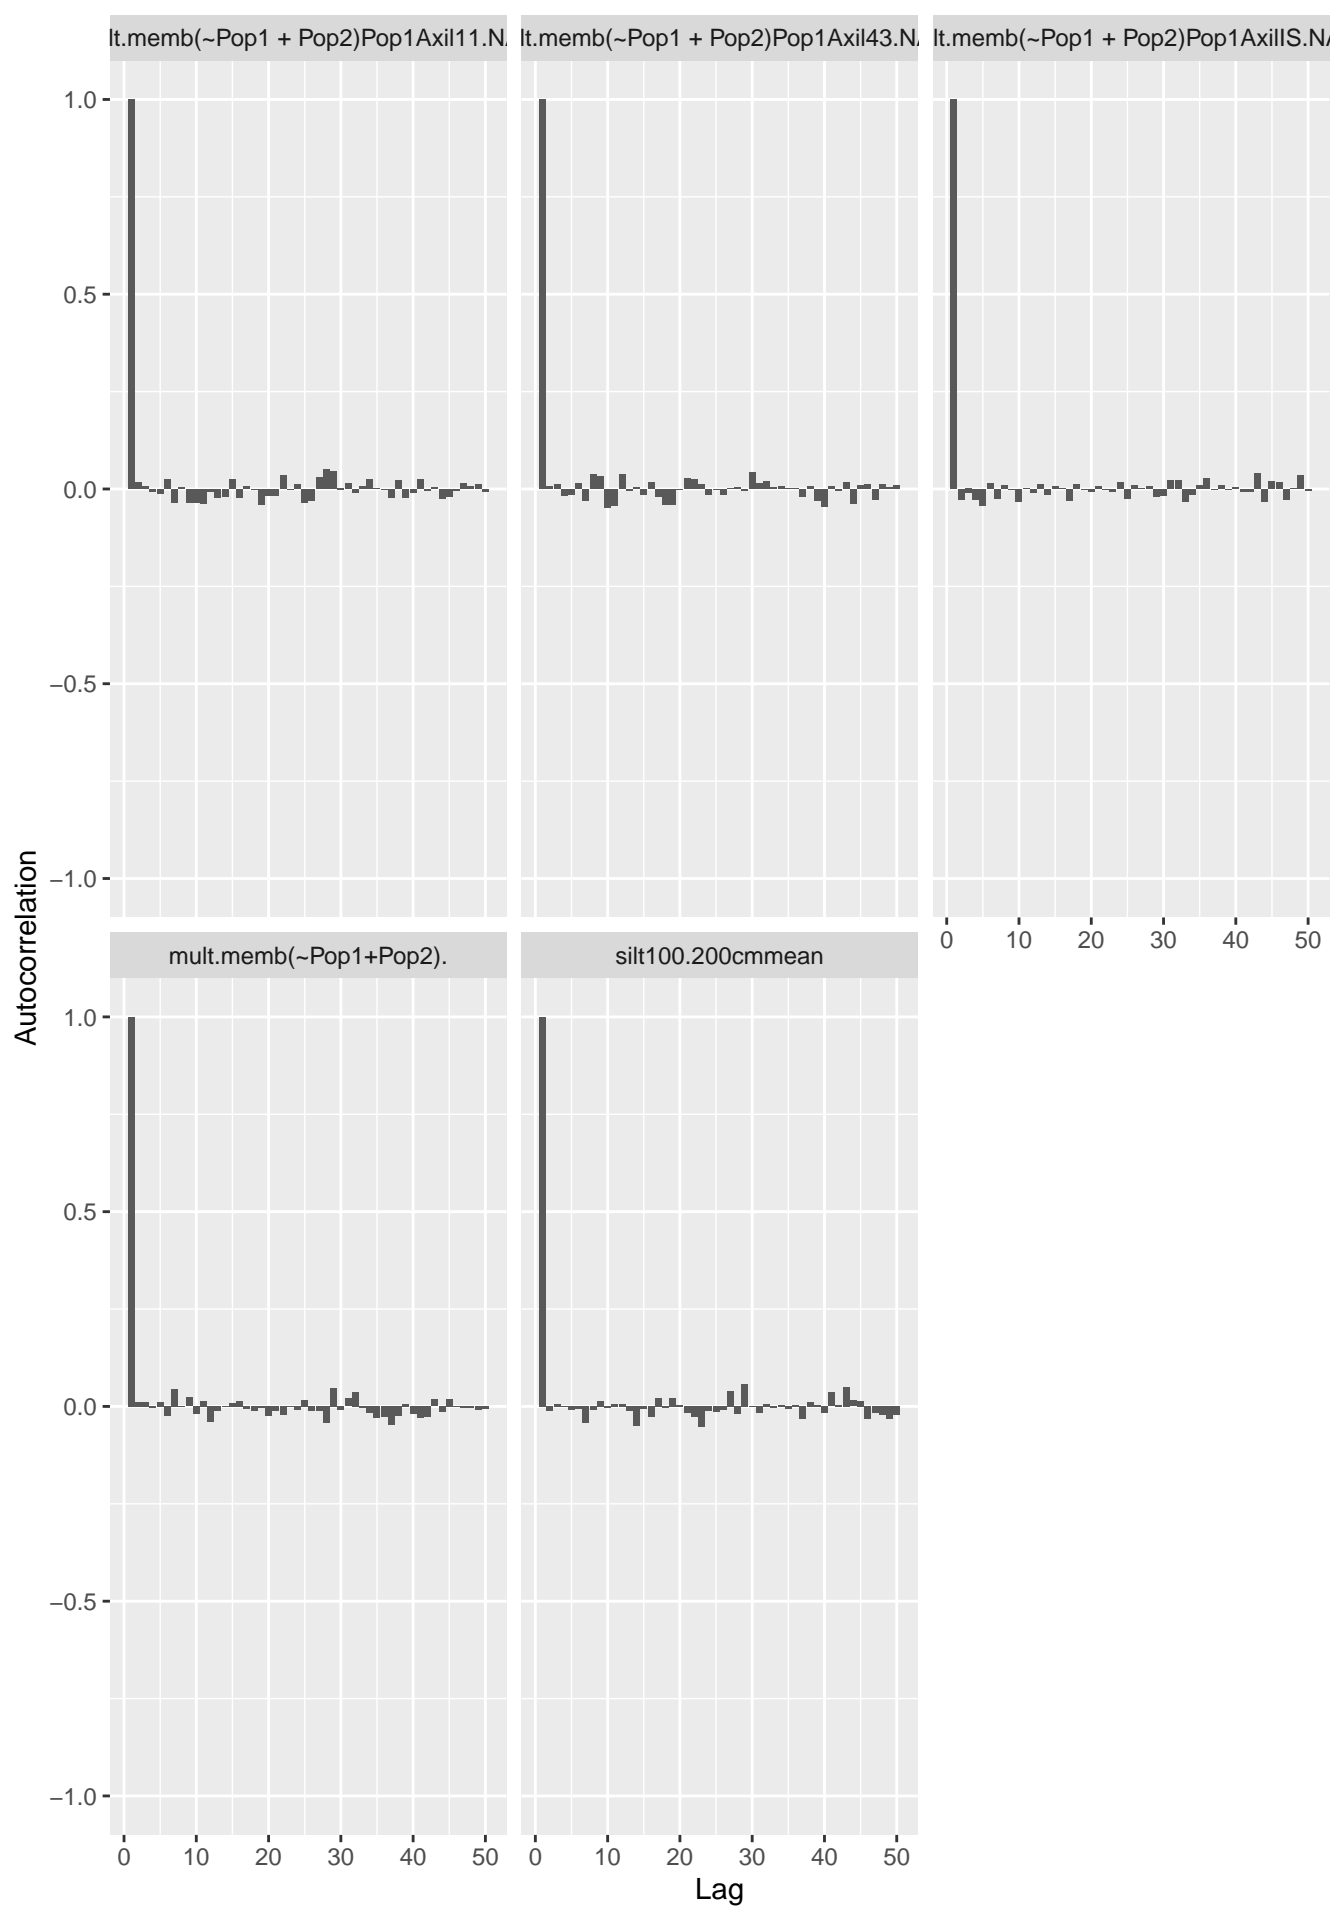 lt.memb(~Pop1 + Pop2)Pop1Axil11.NA
lt.memb(~Pop1 + Pop2)Pop1Axil43.NA
lt.memb(~Pop1 + Pop2)Pop1AxilIS.NA
1.0
0.5
0.0
−0.5
−1.0
0 10 20 30 40 50
Autocorrelation
mult.memb(~Pop1+Pop2).
silt100.200cmmean
1.0
0.5
0.0
−0.5
−1.0
0 10 20 30 40 50
0 10 20 30 40 50
Lag